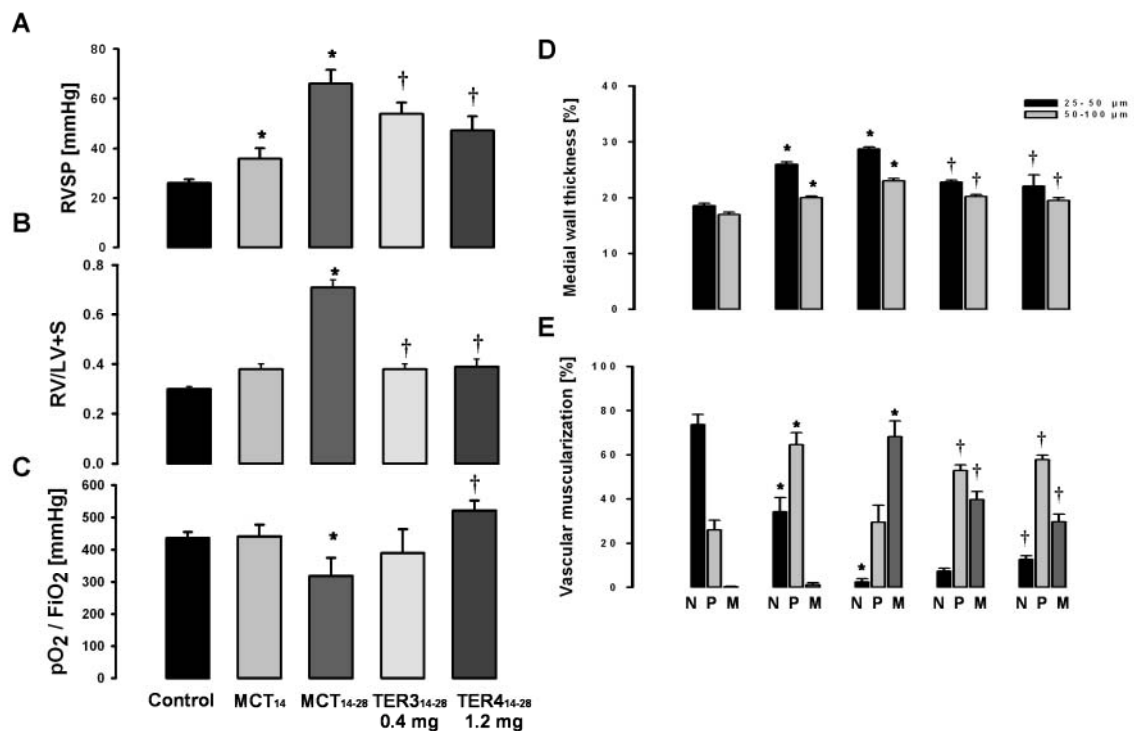 A
RVSP [mmHg]
80
60
40
20
0
*
*
†
†
B
RV/LV+S
0.8
0.6
0.4
0.2
0.0
*
†
†
C
pO2 / FiO2 [mmHg]
600
500
400
300
200
100
0
*
†
Control
MCT14
MCT14-28
TER314-28
0.4 mg
TER414-28
1.2 mg
D
Medial wall thickness [%]
40
30
20
10
0
25-50 µm
50-100 µm
*
*
*
*
†
†
†
†
E
Vascular muscularization [%]
100
80
60
40
20
0
*
*
*
*
†
†
†
†
†
N P M
N P M
N P M
N P M
N P M